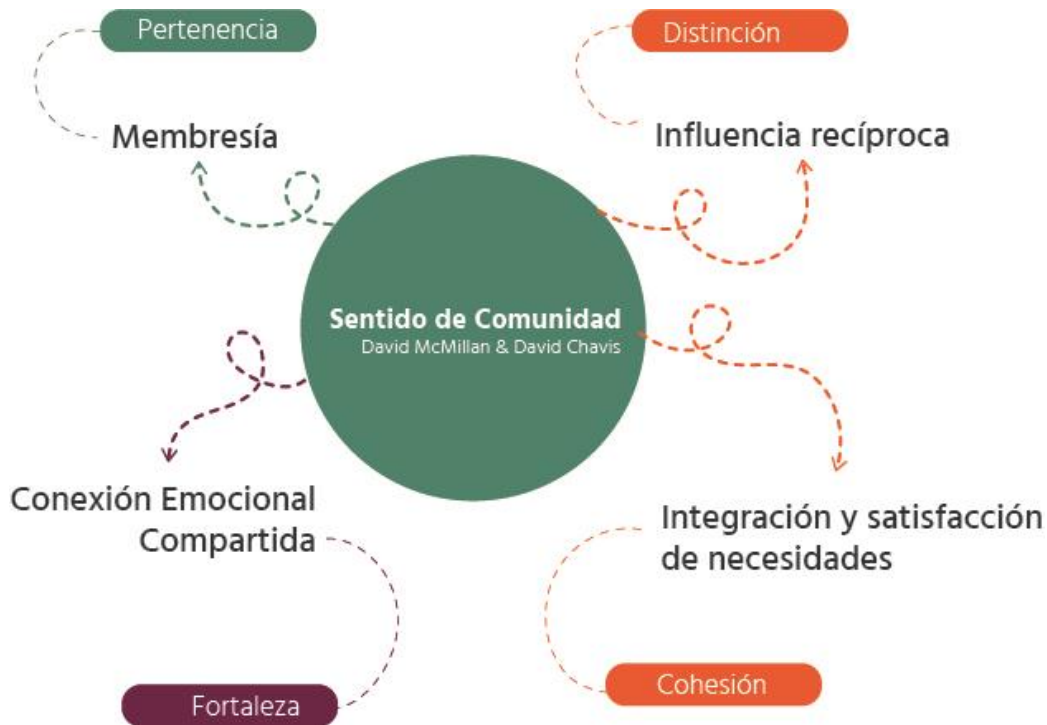 Pertenencia
Distinción
Membresía
Influencia recíproca
Sentido de Comunidad
David McMillan & David Chavis
Conexión Emocional
Compartida
Integración y satisfacción
de necesidades
Fortaleza
Cohesión